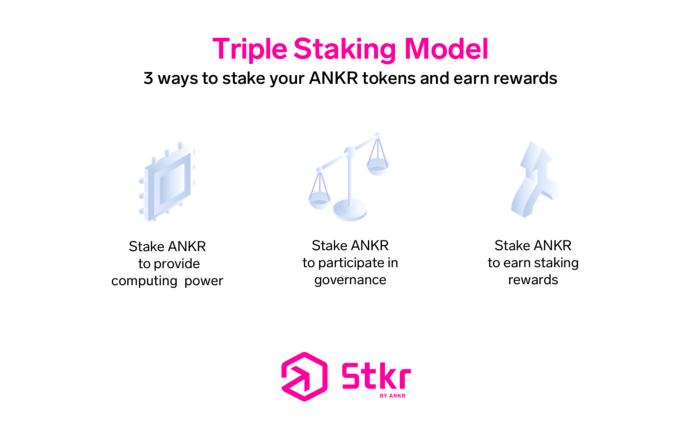 Triple Staking Model
3 ways to stake your ANKR tokens and earn rewards
Stake ANKR
to provide
computing power
Stake ANKR
to participate in
governance
Stake ANKR
to earn staking
rewards
Stkr
BY ANKR